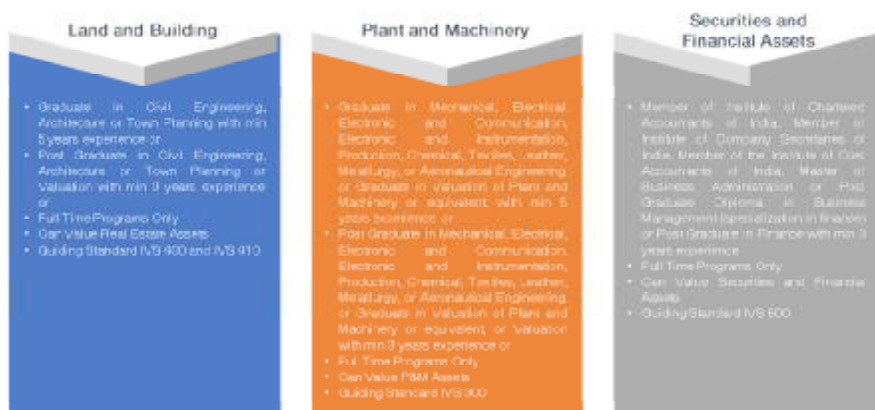 Land and Building
• Graduate in Civil Engineering,
Architecture or Town Planning with min
5 years experience or
• Post Graduate in Civil Engineering,
Architecture or Town Planning or
Valuation with min 3 years experience
or
• Full Time Programs Only
• Can Value Real Estate Assets
• Guiding Standard IVS 400 and IVS 410
Plant and Machinery
• Graduate in Mechanical, Electrical,
Electronic and Communication,
Electronic and Instrumentation,
Production, Chemical, Textiles, Leather,
Metallurgy, or Aeronautical Engineering,
or Graduate in Valuation of Plant and
Machinery or equivalent, with min 5
years experience or
• Post Graduate in Mechanical, Electrical,
Electronic and Communication,
Electronic and Instrumentation,
Production, Chemical, Textiles, Leather,
Metallurgy, or Aeronautical Engineering,
or Graduate in Valuation of Plant and
Machinery or equivalent, or Valuation
with min 3 years experience or
• Full Time Programs Only
• Can Value P&M Assets
• Guiding Standard IVS 300
Securities and
Financial Assets
• Member of Institute of Chartered
Accountants of India, Member of
Institute of Company Secretaries of
India, Member of the Institute of Cost
Accountants of India, Master of
Business Administration or Post
Graduate Diploma in Business
Management (specialization in finance)
or Post Graduate in Finance with min 3
years experience
• Full Time Programs Only
• Can Value Securities and Financial
Assets
• Guiding Standard IVS 500